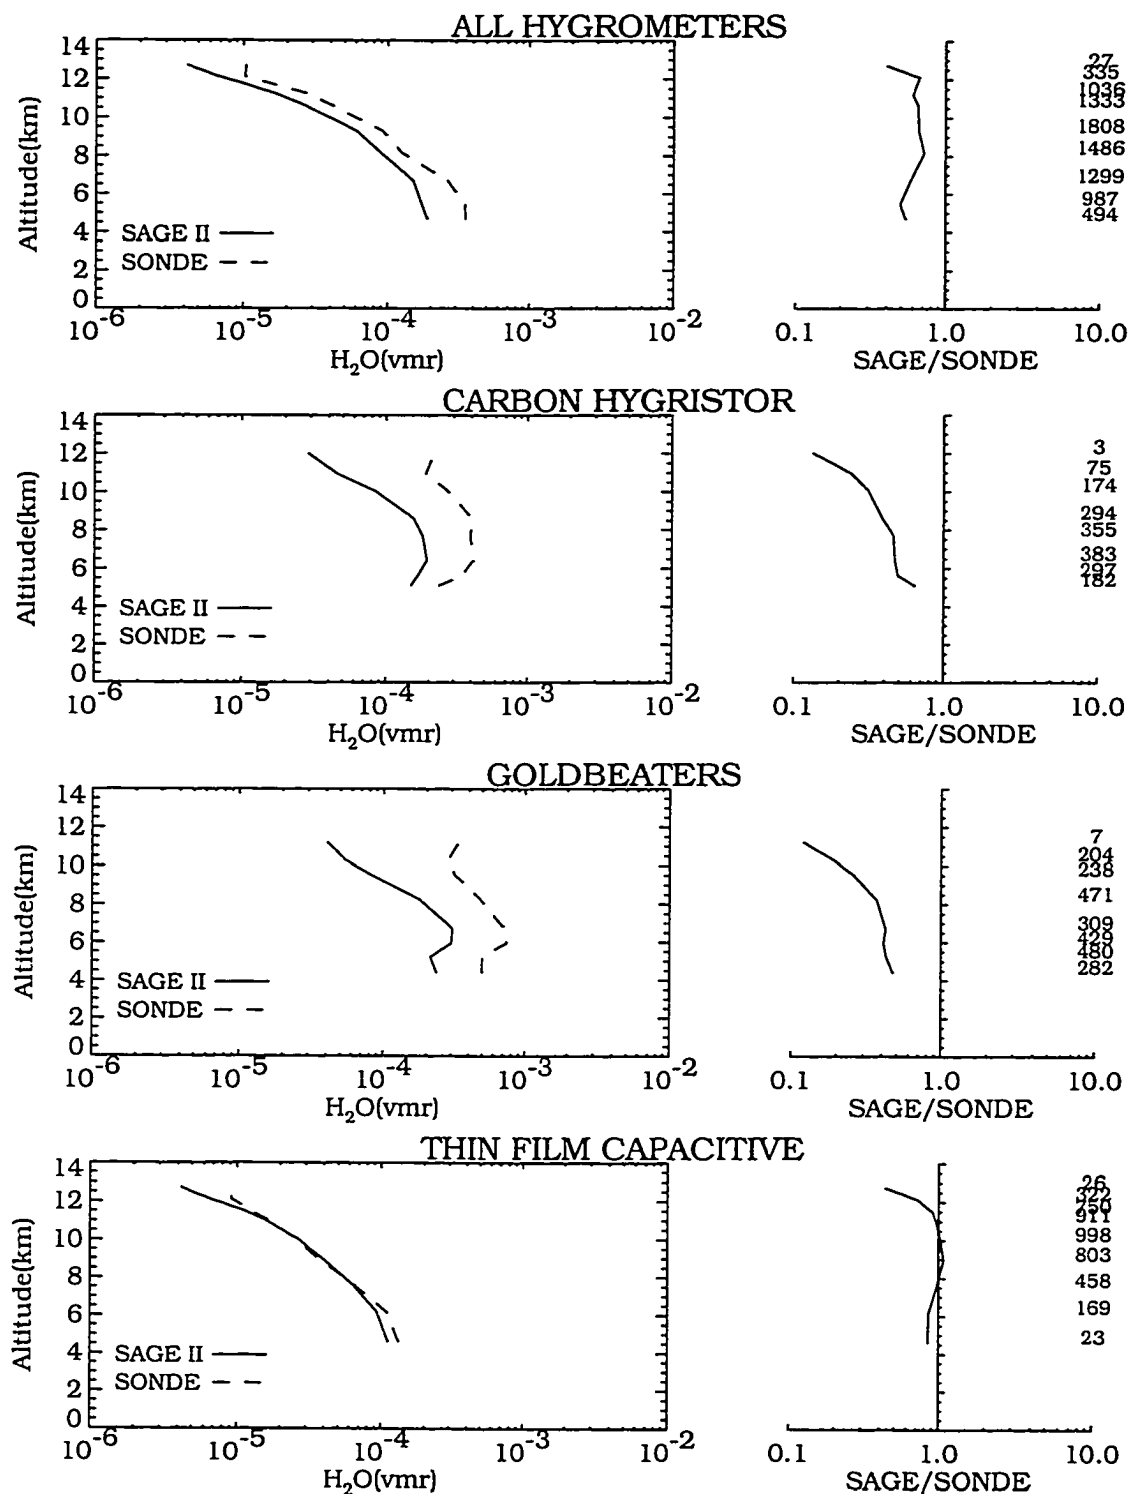 ALL HYGROMETERS
Altitude(km)
14
12
10
8
6
4
2
0
SAGE II
SONDE
10-6 10-5 10-4 10-3 10-2
H2O(vmr)
0.1 1.0 10.0
SAGE/SONDE
27
335
1036
1333
1808
1486
1299
987
494
CARBON HYGRISTOR
Altitude(km)
14
12
10
8
6
4
2
0
SAGE II
SONDE
10-6 10-5 10-4 10-3 10-2
H2O(vmr)
0.1 1.0 10.0
SAGE/SONDE
3
75
174
294
355
383
297
182
GOLDBEATERS
Altitude(km)
14
12
10
8
6
4
2
0
SAGE II
SONDE
10-6 10-5 10-4 10-3 10-2
H2O(vmr)
0.1 1.0 10.0
SAGE/SONDE
7
204
238
471
309
429
480
282
THIN FILM CAPACITIVE
Altitude(km)
14
12
10
8
6
4
2
0
SAGE II
SONDE
10-6 10-5 10-4 10-3 10-2
H2O(vmr)
0.1 1.0 10.0
SAGE/SONDE
26
322
750
911
998
803
458
169
23